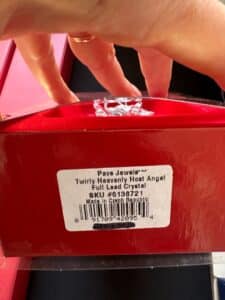 Pave Jewels™
Twirly Heavenly Host Angel
Full Lead Crystal
SKU #6138721
Made in Czech Republic